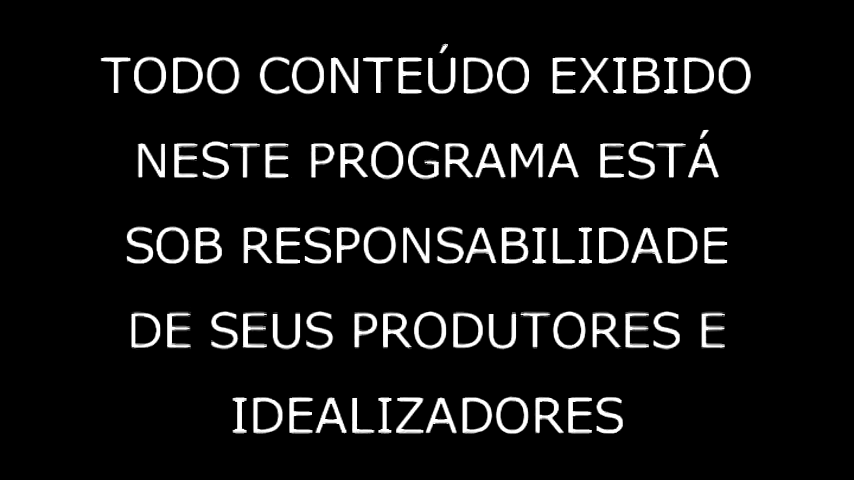 TODO CONTEÚDO EXIBIDO
NESTE PROGRAMA ESTÁ
SOB RESPONSABILIDADE
DE SEUS PRODUTORES E
IDEALIZADORES